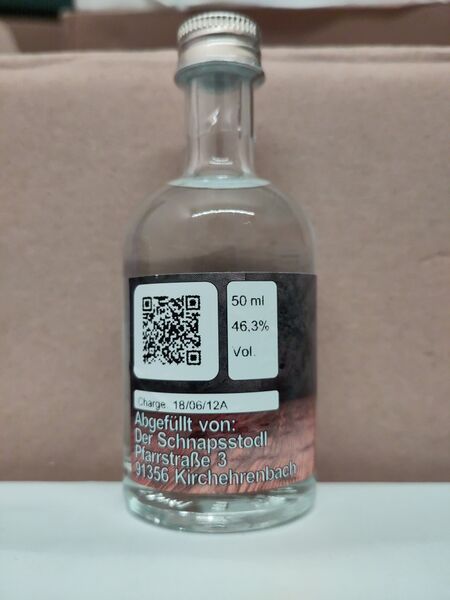 50 ml
46,3%
Vol.
Charge: 18/06/12A
Abgefüllt von:
Der Schnapsstodl
Pfarrstraße 3
91356 Kirchehrenbach